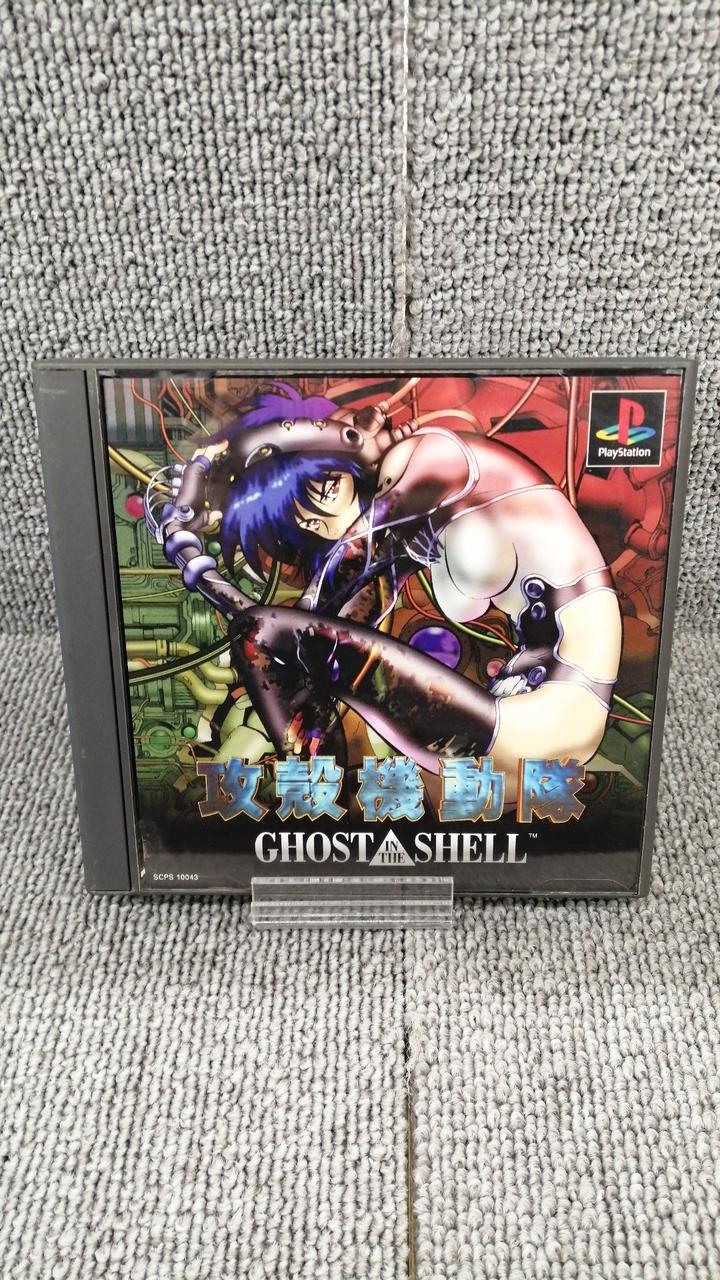 PlayStation
攻殻機動隊
GHOST IN THE SHELL™
SCPS 10043